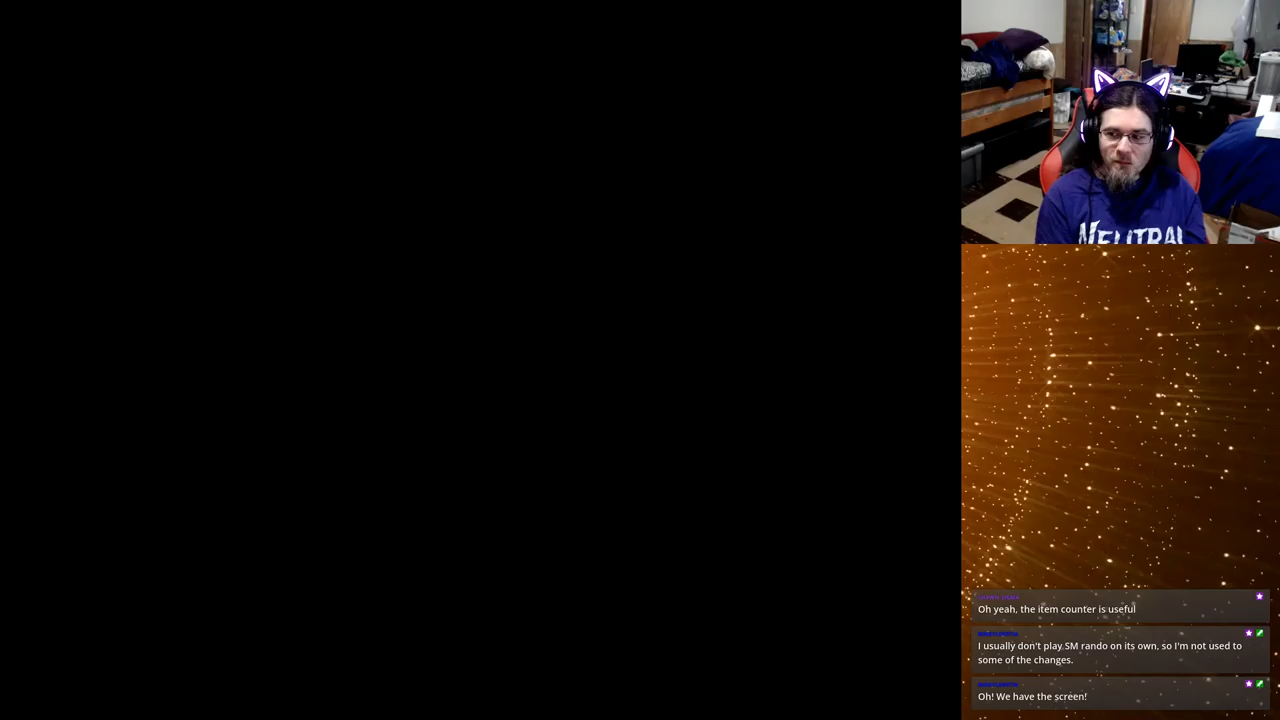 NEUTRAL
Oh yeah, the item counter is useful
I usually don't play SM rando on its own, so I'm not used to
some of the changes.
Oh! We have the screen!